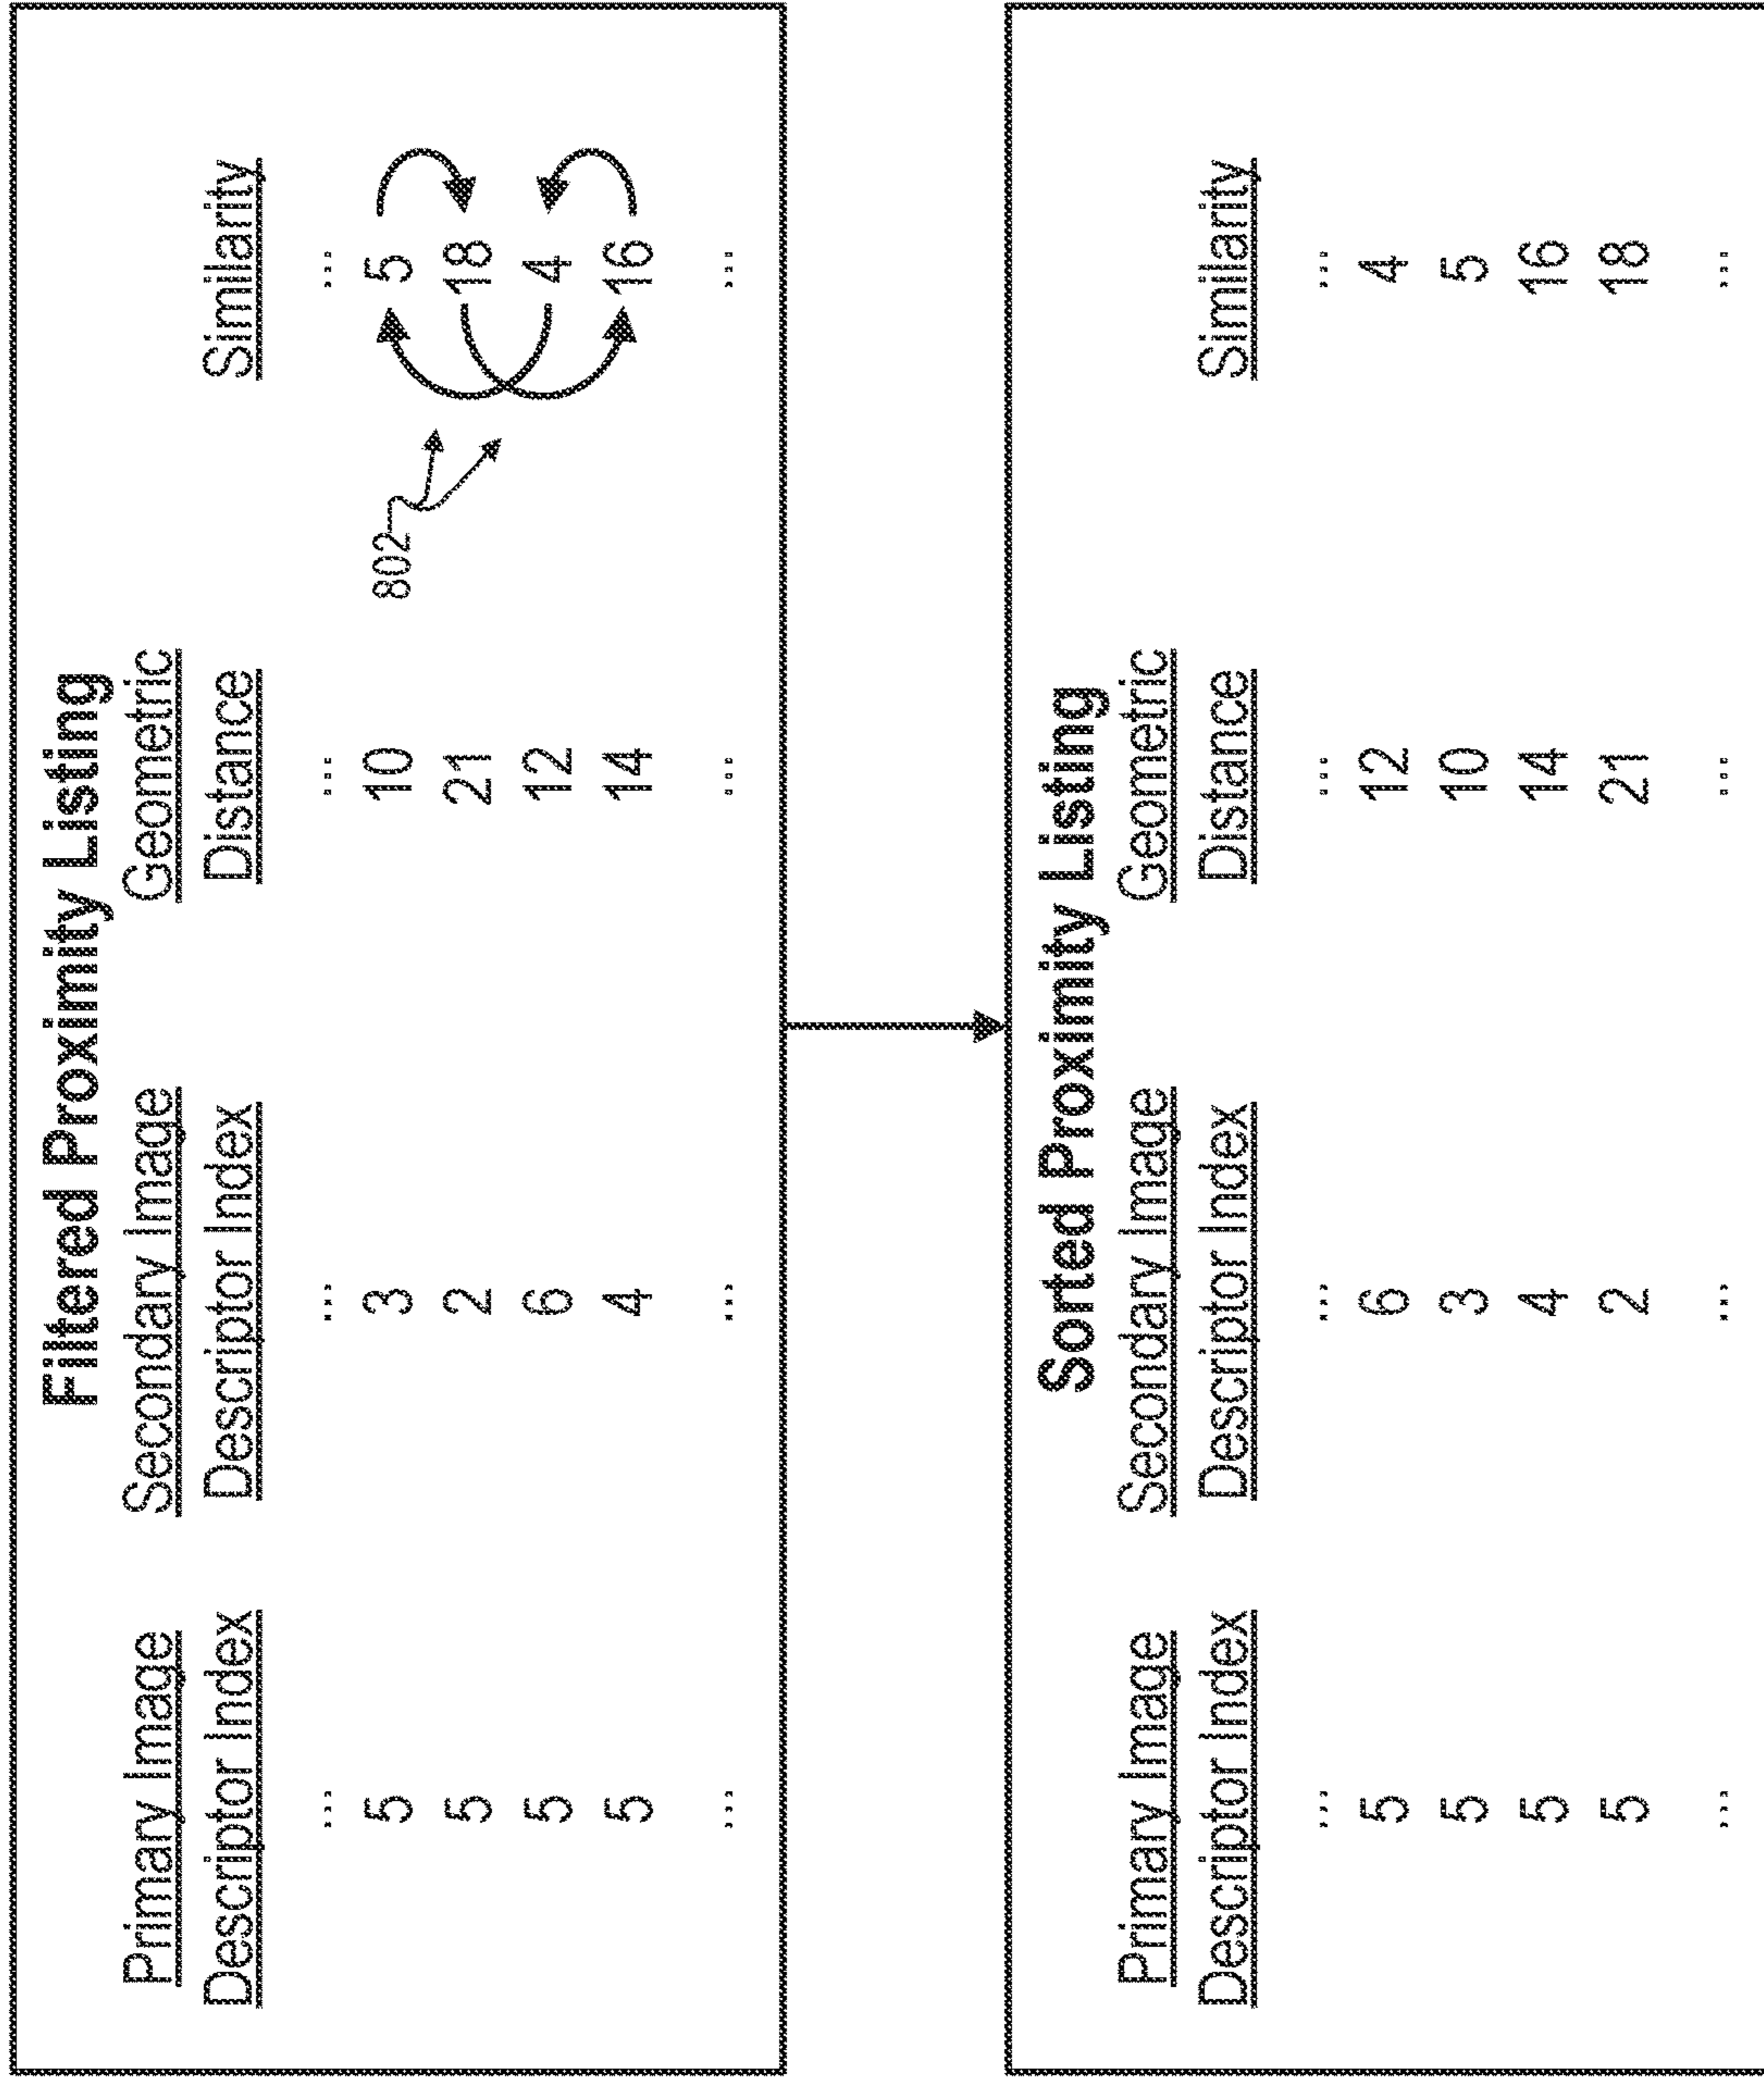 Filtered Proximity Listing
Primary Image Secondary Image Geometric
Descriptor Index Descriptor Index Distance Similarity
... ... ... ...
5 3 10 5
5 2 21 18
5 6 12 4
5 4 14 16
... ... ... ...
802
Sorted Proximity Listing
Primary Image Secondary Image Geometric
Descriptor Index Descriptor Index Distance Similarity
... ... ... ...
5 6 12 4
5 3 10 5
5 4 14 16
5 2 21 18
... ... ... ...